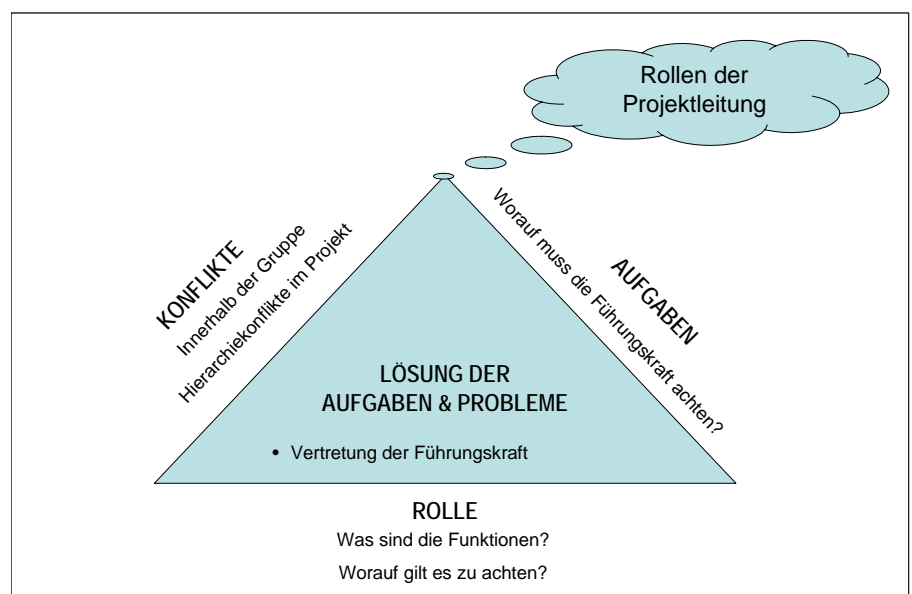 Rollen der
Projektleitung
KONFLIKTE
Innerhalb der Gruppe
Hierarchiekonflikte im Projekt
AUFGABEN
Worauf muss die Führungskraft achten?
LÖSUNG DER
AUFGABEN & PROBLEME
• Vertretung der Führungskraft
ROLLE
Was sind die Funktionen?
Worauf gilt es zu achten?